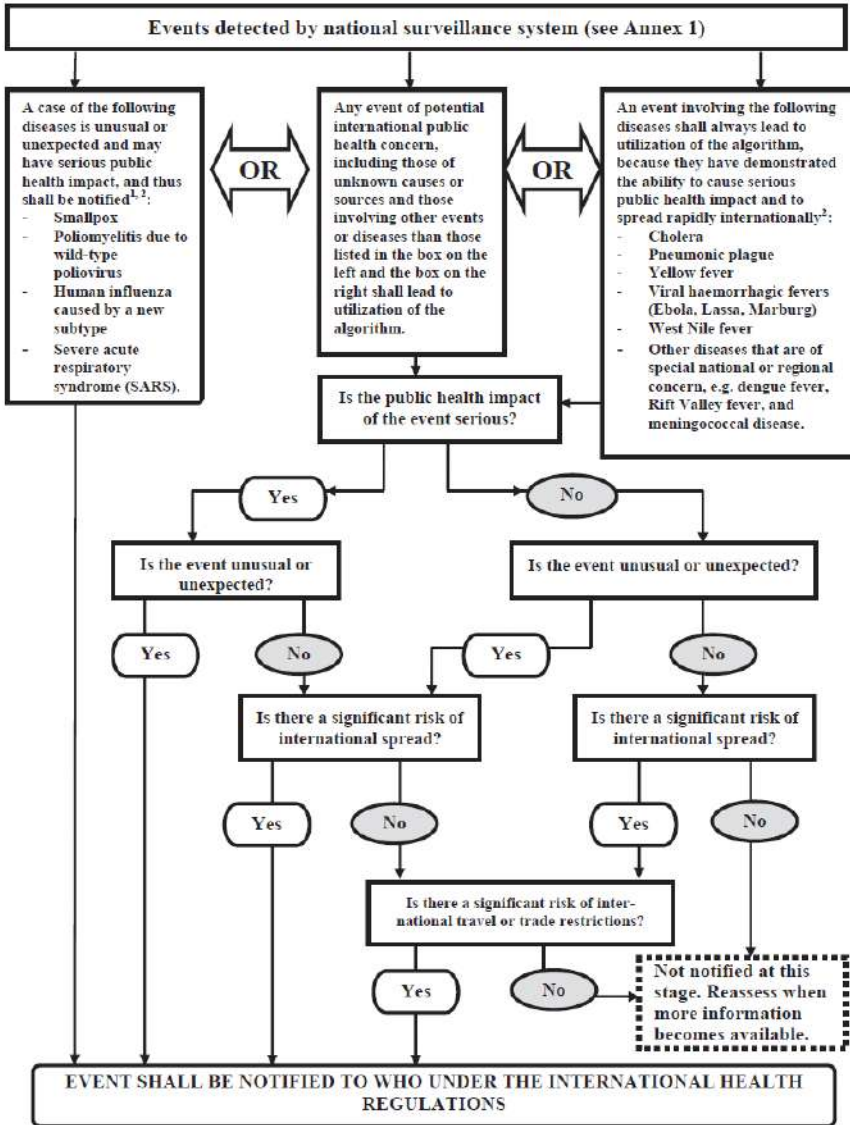 Events detected by national surveillance system (see Annex 1)
A case of the following
diseases is unusual or
unexpected and may
have serious public
health impact, and thus
shall be notified1, 2:
- Smallpox
- Poliomyelitis due to
wild-type
poliovirus
- Human influenza
caused by a new
subtype
- Severe acute
respiratory
syndrome (SARS).
OR
Any event of potential
international public
health concern,
including those of
unknown causes or
sources and those
involving other events
or diseases than those
listed in the box on the
left and the box on the
right shall lead to
utilization of the
algorithm.
OR
An event involving the following
diseases shall always lead to
utilization of the algorithm,
because they have demonstrated
the ability to cause serious
public health impact and to
spread rapidly internationally2:
- Cholera
- Pneumonic plague
- Yellow fever
- Viral haemorrhagic fevers
(Ebola, Lassa, Marburg)
- West Nile fever
- Other diseases that are of
special national or regional
concern, e.g. dengue fever,
Rift Valley fever, and
meningococcal disease.
Is the public health impact
of the event serious?
Yes
No
Is the event unusual or
unexpected?
Is the event unusual or unexpected?
Yes
No
Yes
No
Is there a significant risk of
international spread?
Is there a significant risk of
international spread?
Yes
No
Yes
No
Is there a significant risk of inter-
national travel or trade restrictions?
Yes
No
Not notified at this
stage. Reassess when
more information
becomes available.
EVENT SHALL BE NOTIFIED TO WHO UNDER THE INTERNATIONAL HEALTH
REGULATIONS